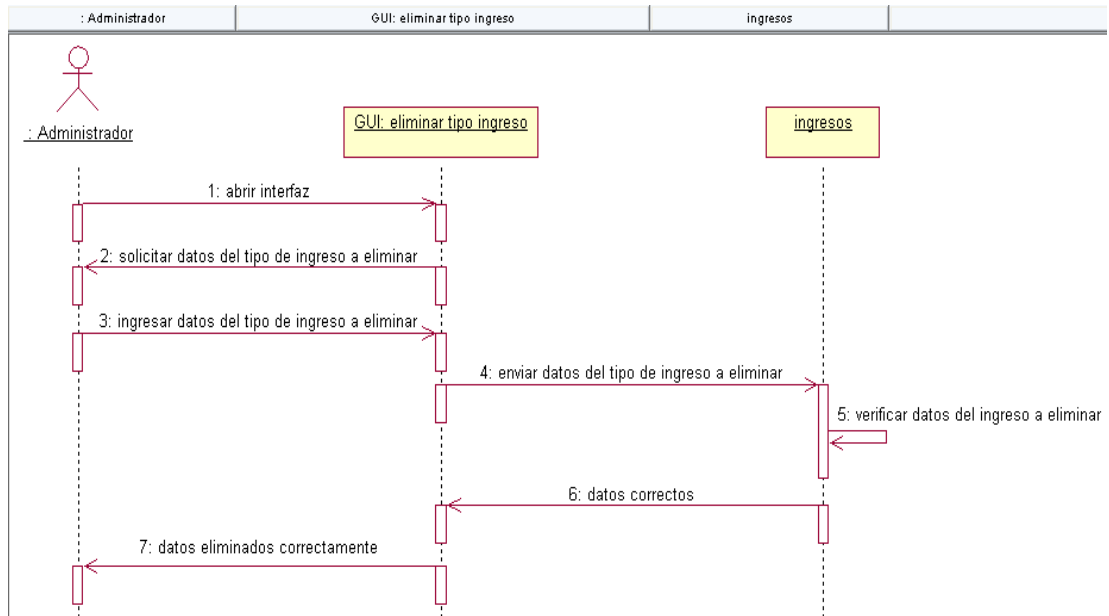 : Administrador
GUI: eliminar tipo ingreso
ingresos
: Administrador
GUI: eliminar tipo ingreso
ingresos
1: abrir interfaz
2: solicitar datos del tipo de ingreso a eliminar
3: ingresar datos del tipo de ingreso a eliminar
4: enviar datos del tipo de ingreso a eliminar
5: verificar datos del ingreso a eliminar
6: datos correctos
7: datos eliminados correctamente